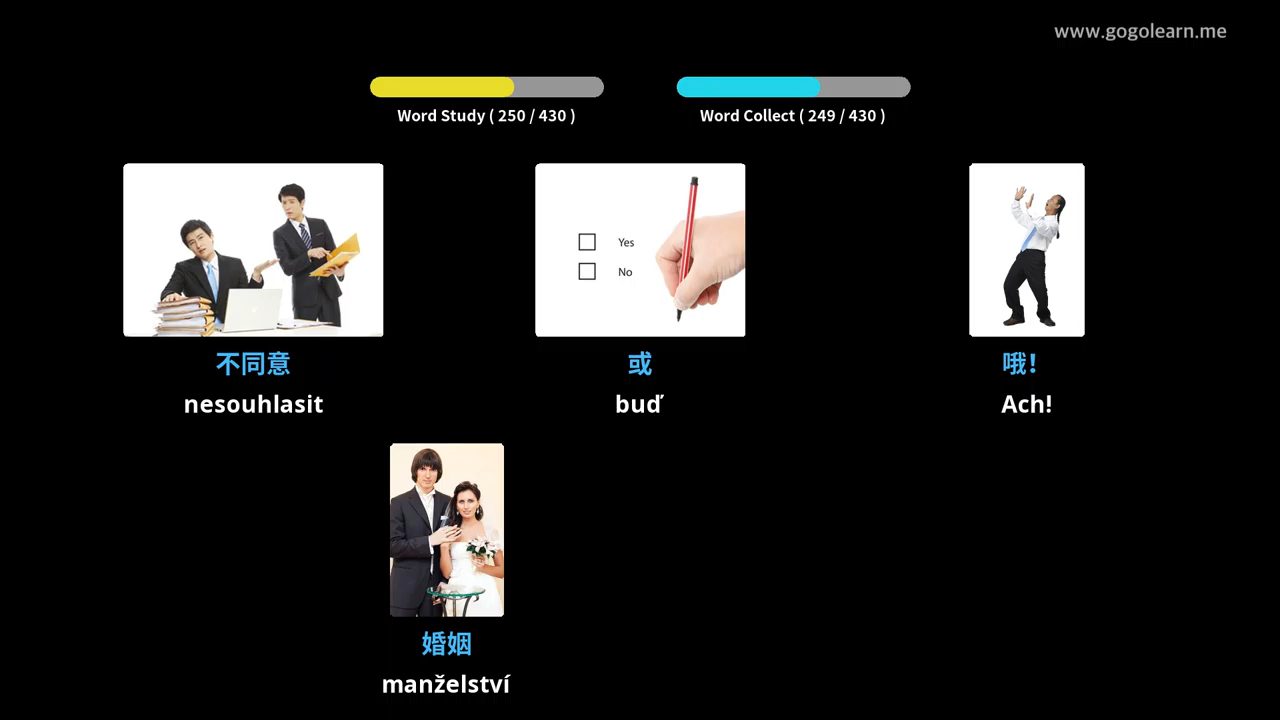 www.gogolearn.me
Word Study ( 250 / 430 )
Word Collect ( 249 / 430 )
Yes
No
不同意
nesouhlasit
或
buď
哦!
Ach!
婚姻
manželství